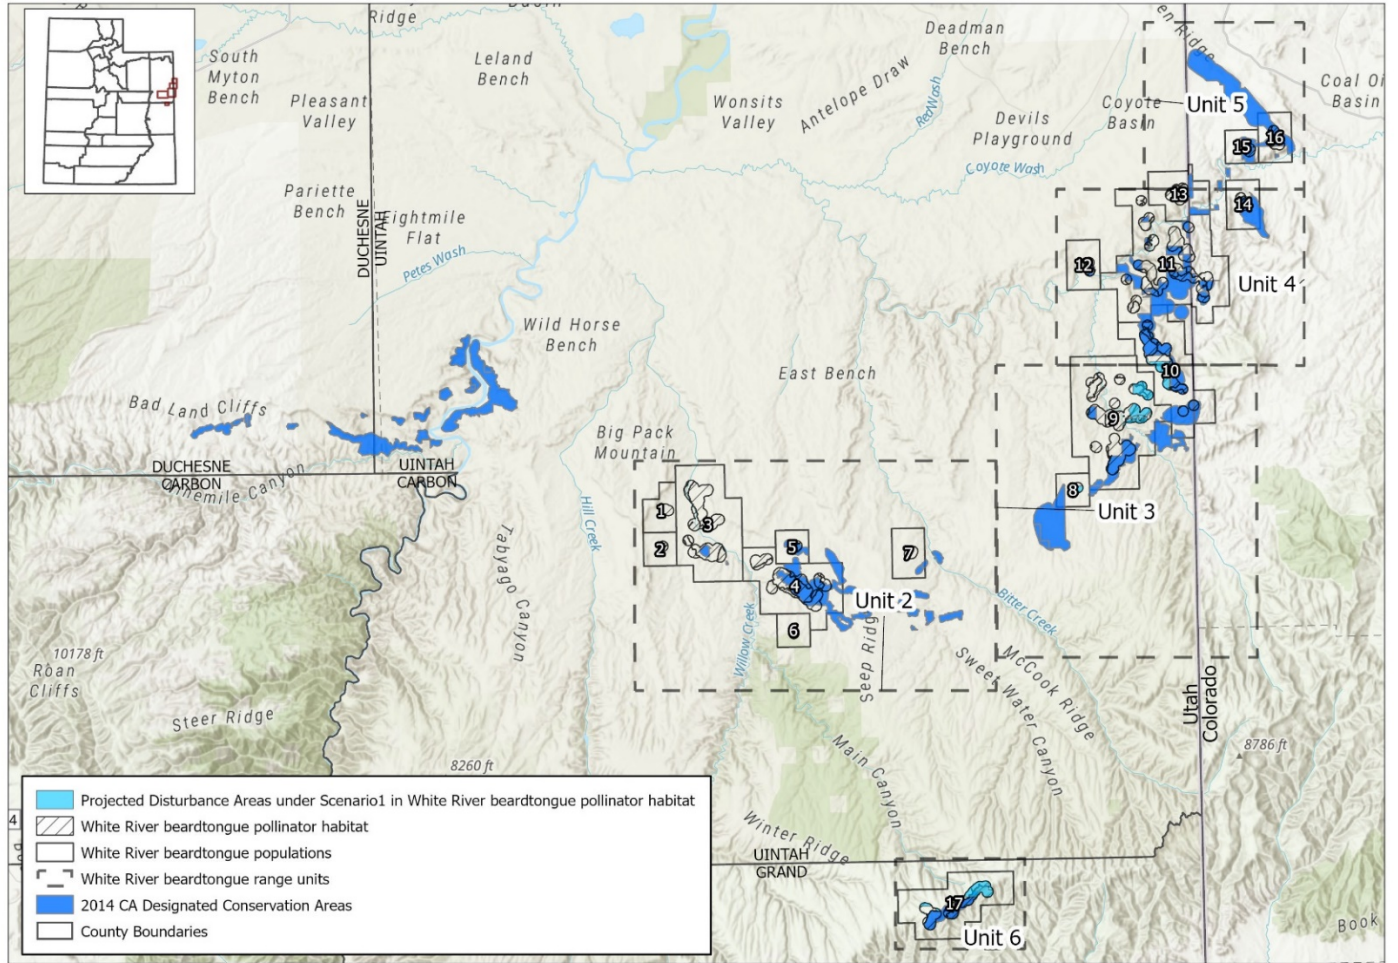 Ridge
South
Myton
Bench
Leland
Bench
Deadman
Bench
Pleasant
Valley
Wonsits
Valley
Antelope Draw
Red Wash
Devils
Playground
Coyote
Basin
Unit 5
Coal Oi
Basin
16
15
Coyote Wash
Pariette
Bench
13
14
DUCHESNE
UINTAH
Eightmile
Flat
Petes Wash
12
11
Unit 4
Wild Horse
Bench
East Bench
10
Bad Land Cliffs
9
Big Pack
Mountain
DUCHESNE
CARBON
UINTAH
CARBON
8
Unit 3
1
3
2
5
7
Hill Creek
Tabyago Canyon
4
Unit 2
Bitter Creek
6
Willow Creek
Seep Ridg
10178 ft
Roan
Cliffs
Sweet Water Canyon
McCook Ridge
Utah
Colorado
Steer Ridge
8260 ft
Main Canyon
8786 ft
Projected Disturbance Areas under Scenario1 in White River beardtongue pollinator habitat
White River beardtongue pollinator habitat
White River beardtongue populations
White River beardtongue range units
2014 CA Designated Conservation Areas
County Boundaries
4
Winter Ridge
UINTAH
GRAND
17
Unit 6
Book